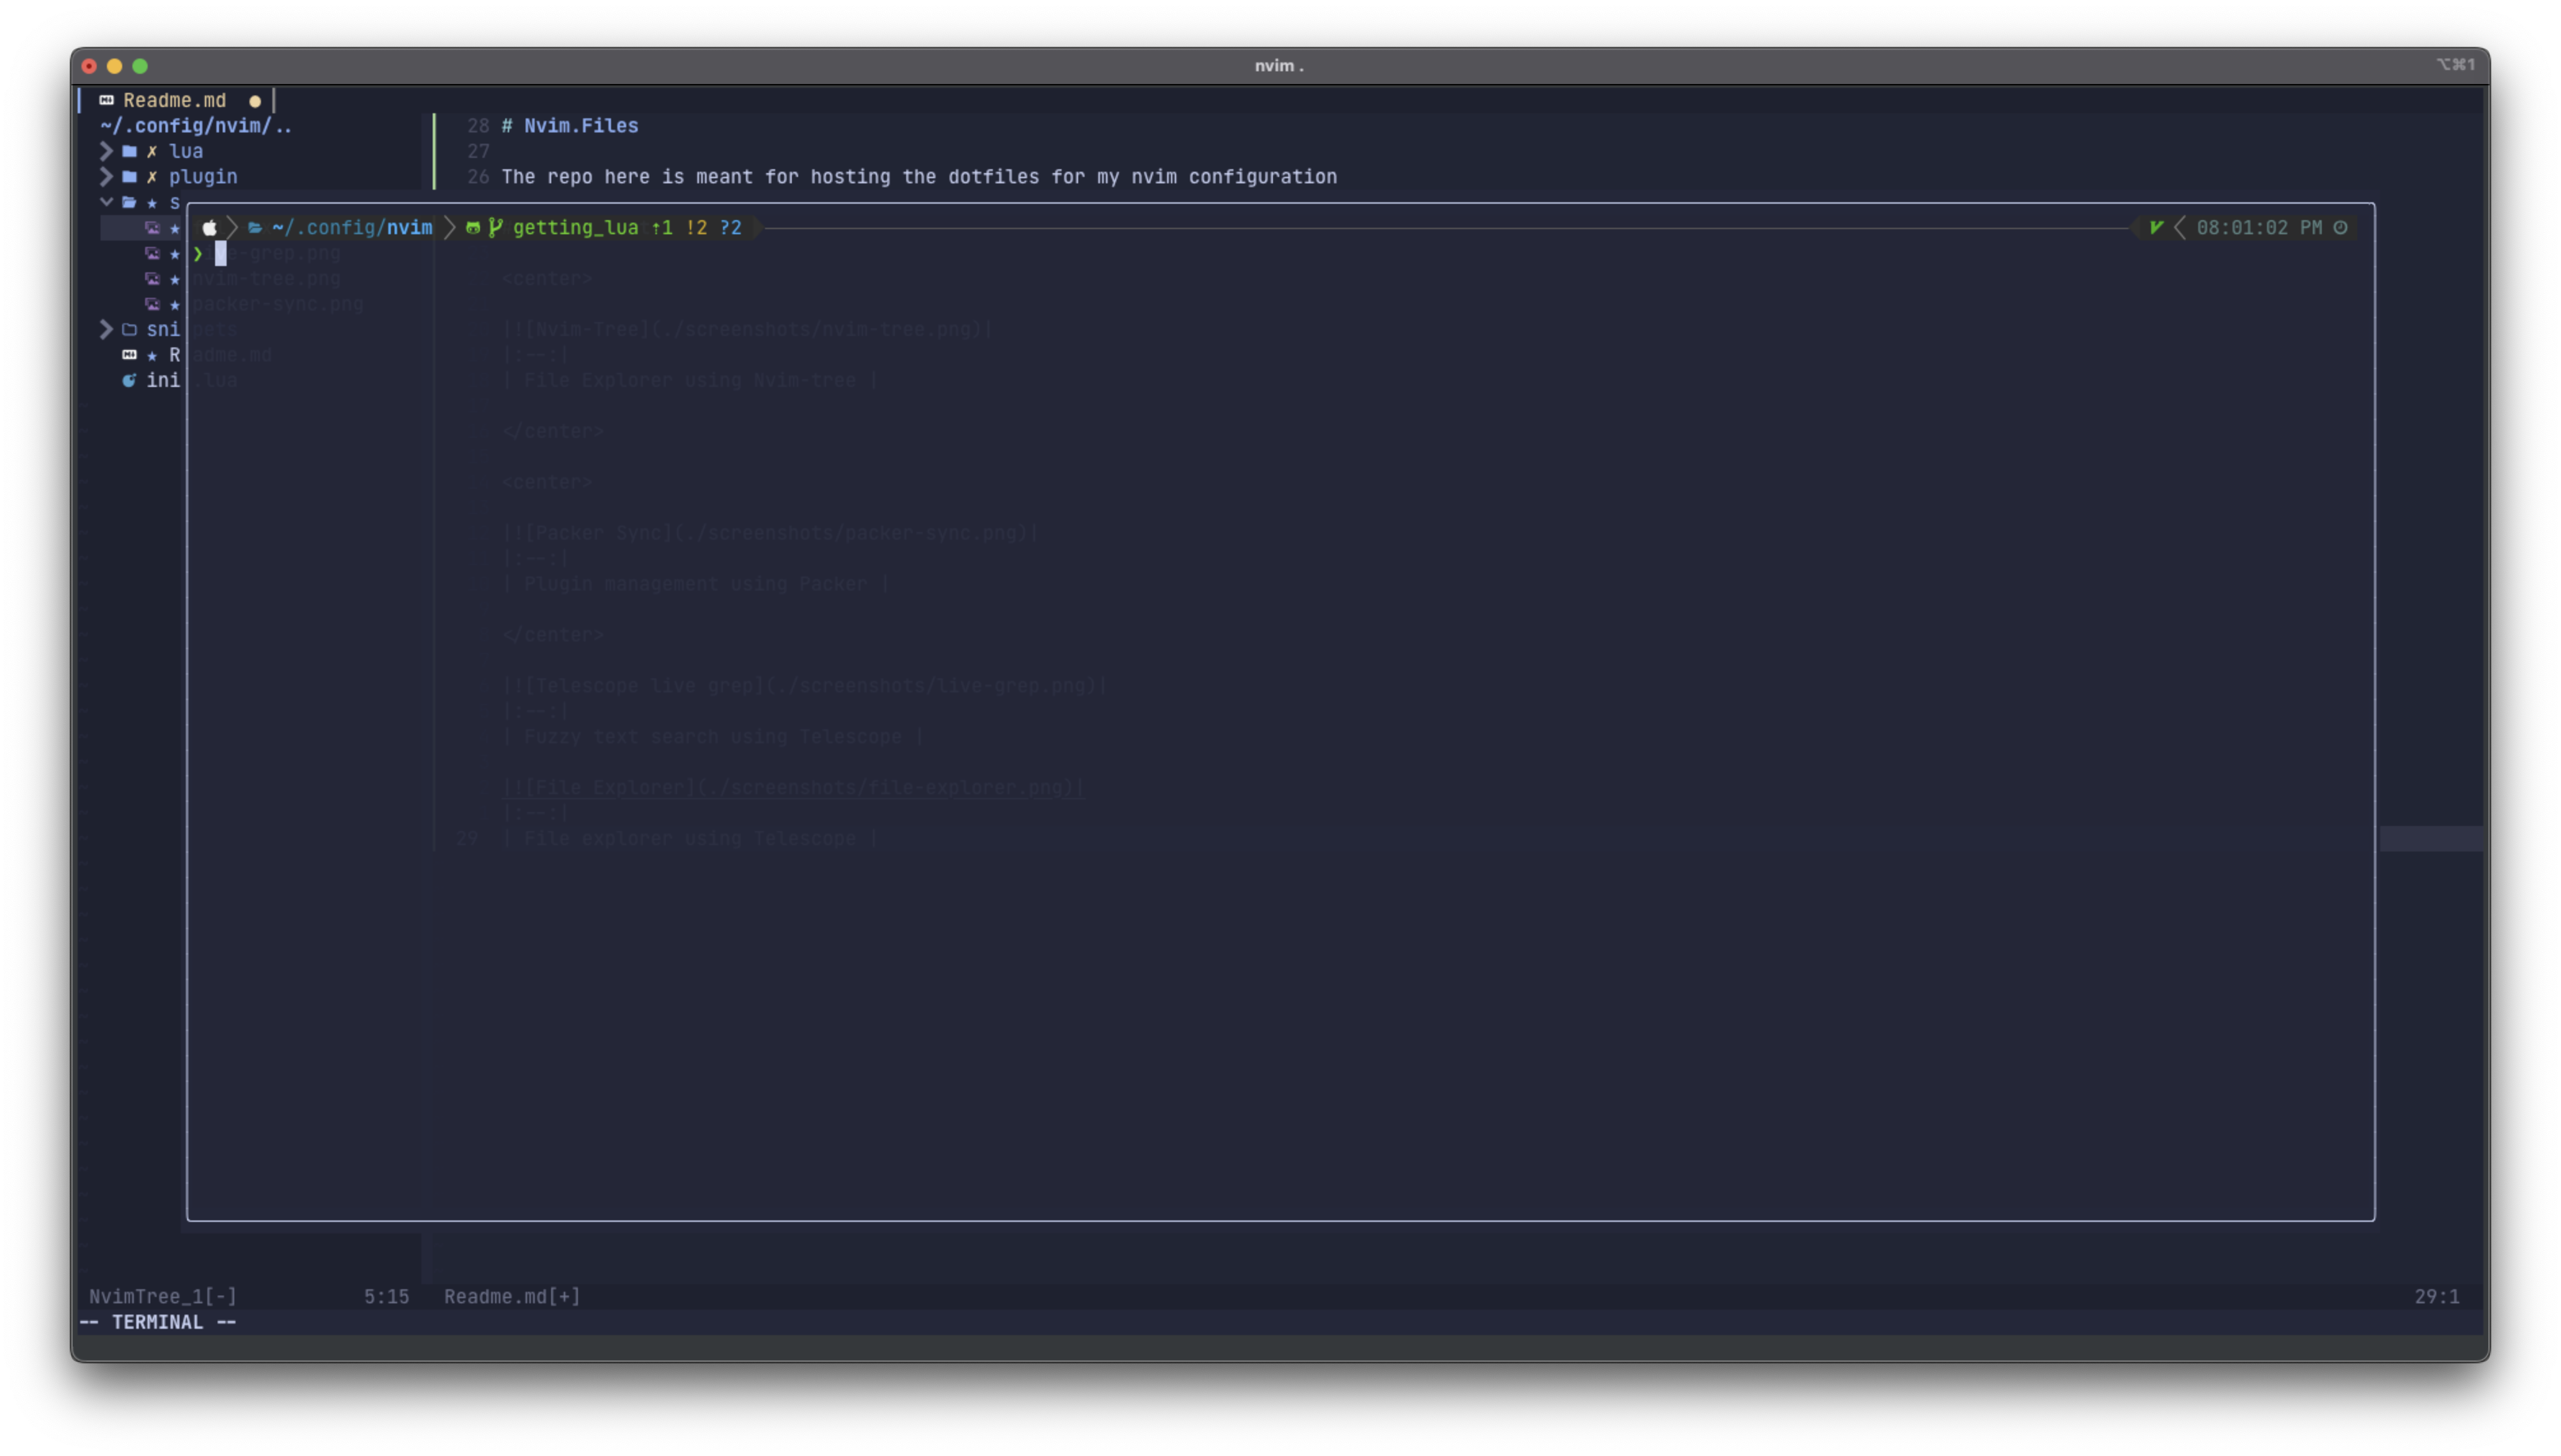 nvim .
⌥⌘1
Readme.md ●
~/.config/nvim/..
28 # Nvim.Files
✗ lua
27
✗ plugin
26 The repo here is meant for hosting the dotfiles for my nvim configuration
★ s
★
~/.config/nvim getting_lua ↑1 !2 ?2
08:01:02 PM
★ ❯ e-grep.png
★ nvim-tree.png
<center>
★ packer-sync.png
sni pets
|![Nvim-Tree](./screenshots/nvim-tree.png)|
★ R adme.md
|:--:|
ini .lua
| File Explorer using Nvim-tree |
</center>
<center>
|![Packer Sync](./screenshots/packer-sync.png)|
|:--:|
| Plugin management using Packer |
</center>
|![Telescope live grep](./screenshots/live-grep.png)|
|:--:|
| Fuzzy text search using Telescope |
|![File Explorer](./screenshots/file-explorer.png)|
|:--:|
29 | File explorer using Telescope |
NvimTree_1[-] 5:15 Readme.md[+] 29:1
-- TERMINAL --